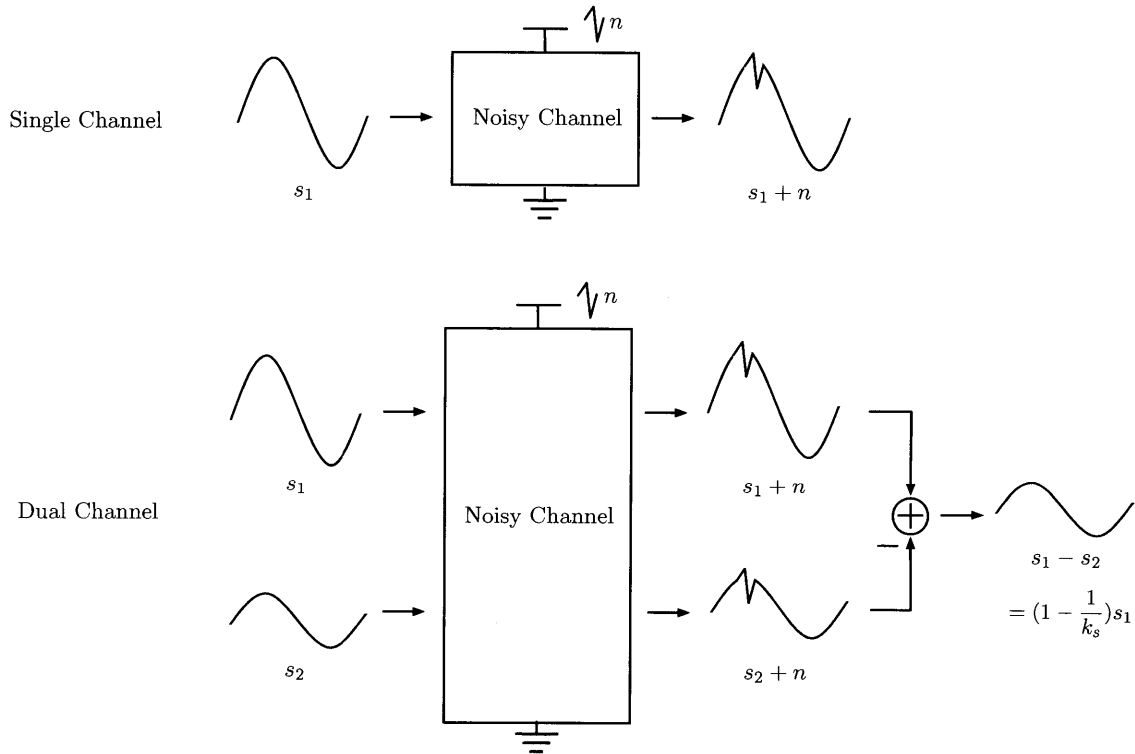 n
Single Channel
Noisy Channel
s₁
s₁ + n
n
s₁
s₁ + n
Dual Channel
Noisy Channel
+
−
s₁ − s₂
= (1 − 1/kₛ)s₁
s₂
s₂ + n